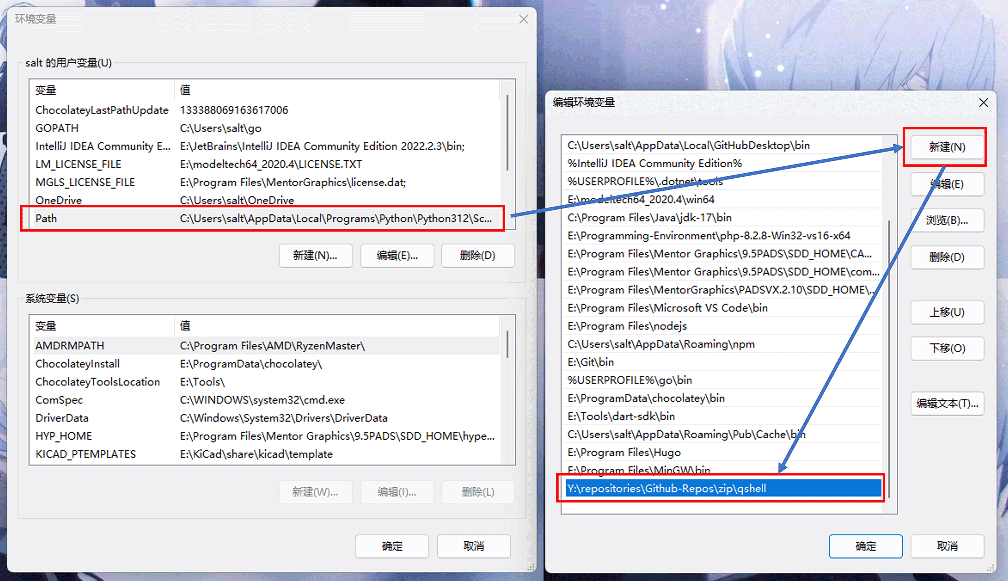 环境变量
salt 的用户变量(U)
变量 值
ChocolateyLastPathUpdate 133388069163617006
GOPATH C:\Users\salt\go
IntelliJ IDEA Community E... E:\JetBrains\IntelliJ IDEA Community Edition 2022.2.3\bin;
LM_LICENSE_FILE E:\modeltech64_2020.4\LICENSE.TXT
MGLS_LICENSE_FILE E:\Program Files\MentorGraphics\license.dat;
OneDrive C:\Users\salt\OneDrive
Path C:\Users\salt\AppData\Local\Programs\Python\Python312\Sc...
新建(N)... 编辑(E)... 删除(D)
系统变量(S)
变量 值
AMDRMPATH C:\Program Files\AMD\RyzenMaster\
ChocolateyInstall E:\ProgramData\chocolatey\
ChocolateyToolsLocation E:\Tools\
ComSpec C:\WINDOWS\system32\cmd.exe
DriverData C:\Windows\System32\Drivers\DriverData
HYP_HOME E:\Program Files\Mentor Graphics\9.5PADS\SDD_HOME\hype...
KICAD_PTEMPLATES E:\KiCad\share\kicad\template
新建(W)... 编辑(I)... 删除(L)
确定 取消
编辑环境变量
C:\Users\salt\AppData\Local\GitHubDesktop\bin
%IntelliJ IDEA Community Edition%
%USERPROFILE%\.dotnet\tools
E:\modeltech64_2020.4\win64
C:\Program Files\Java\jdk-17\bin
E:\Programming-Environment\php-8.2.8-Win32-vs16-x64
E:\Program Files\Mentor Graphics\9.5PADS\SDD_HOME\CA...
E:\Program Files\Mentor Graphics\9.5PADS\SDD_HOME\com...
E:\Program Files\MentorGraphics\PADSVX.2.10\SDD_HOME\...
E:\Program Files\Microsoft VS Code\bin
E:\Program Files\nodejs
C:\Users\salt\AppData\Roaming\npm
E:\Git\bin
%USERPROFILE%\go\bin
E:\ProgramData\chocolatey\bin
E:\Tools\dart-sdk\bin
C:\Users\salt\AppData\Roaming\Pub\Cache\bin
E:\Program Files\Hugo
E:\Program Files\MinGW\bin
Y:\repositories\Github-Repos\zip\qshell
新建(N)
编辑(E)
浏览(B)...
删除(D)
上移(U)
下移(O)
编辑文本(T)...
确定 取消